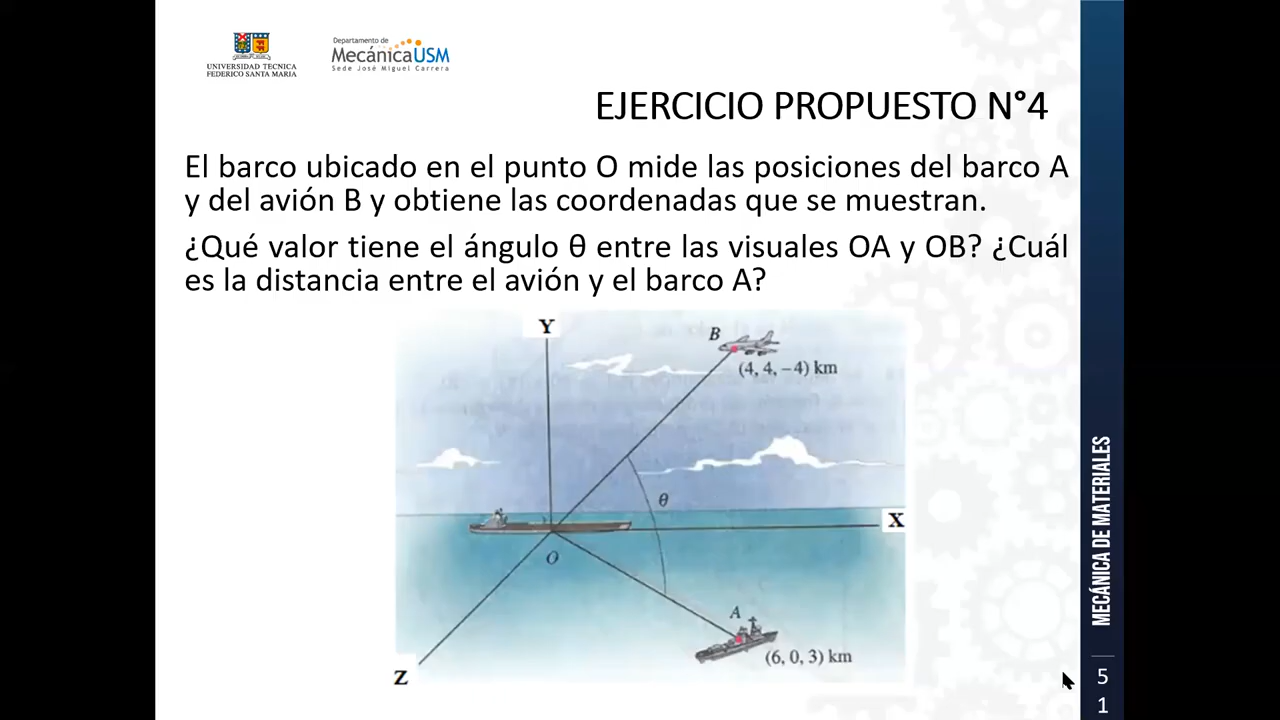 UNIVERSIDAD TECNICA
FEDERICO SANTA MARIA
Departamento de
MecánicaUSM
Sede José Miguel Carrera
EJERCICIO PROPUESTO N°4
El barco ubicado en el punto O mide las posiciones del barco A
y del avión B y obtiene las coordenadas que se muestran.
¿Qué valor tiene el ángulo θ entre las visuales OA y OB? ¿Cuál
es la distancia entre el avión y el barco A?
Y
B
(4, 4, −4) km
θ
X
O
A
(6, 0, 3) km
Z
MECÁNICA DE MATERIALES
5
1